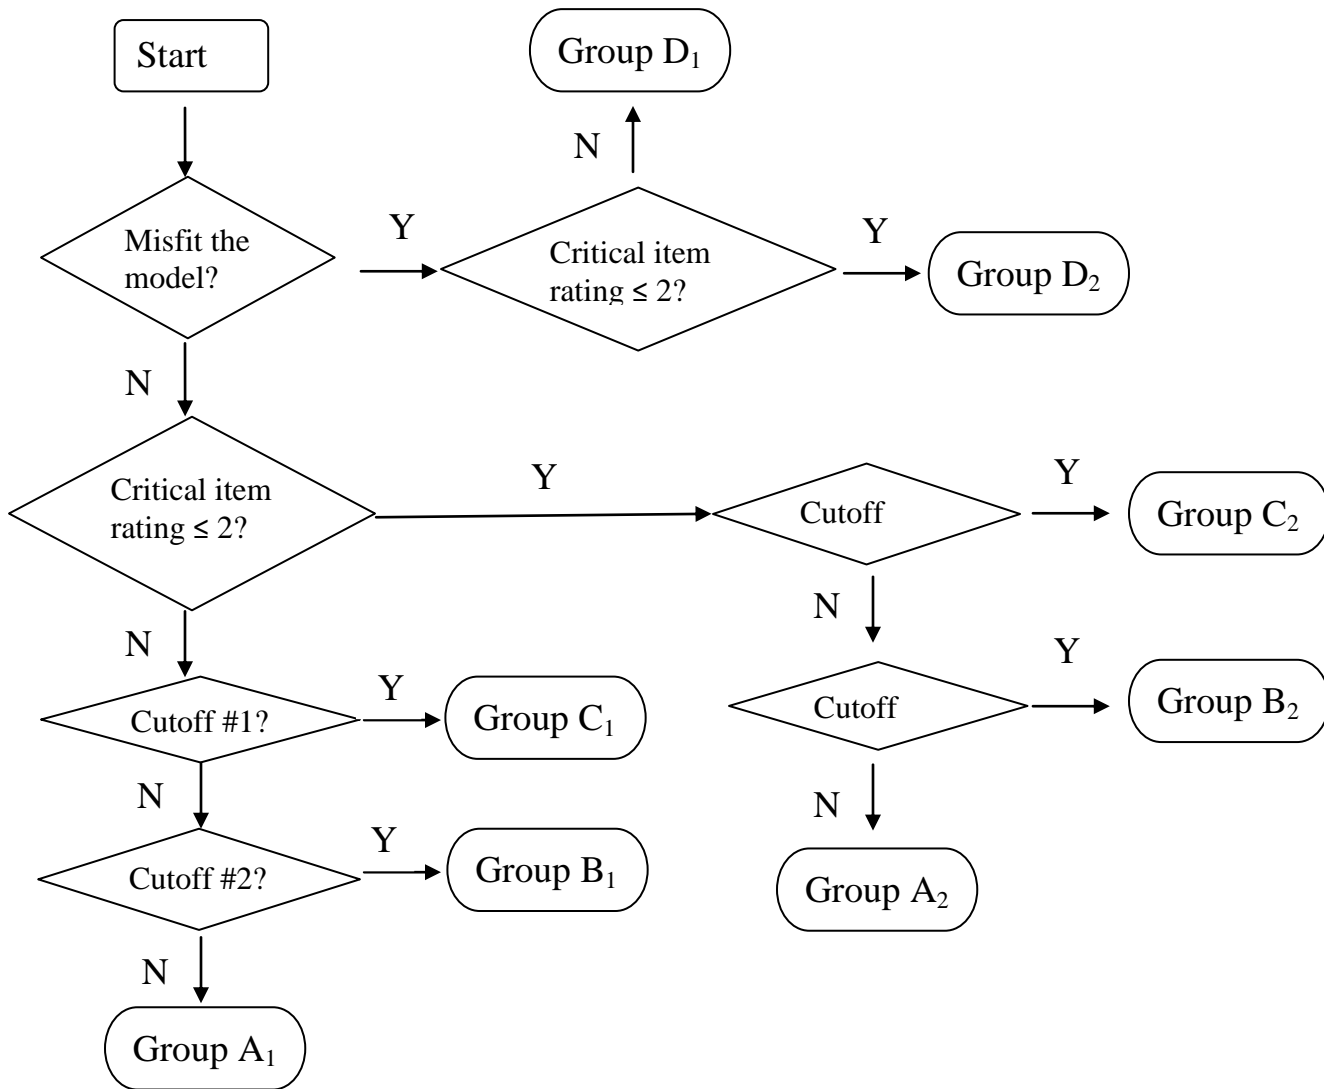 Start
Group D₁
N
Misfit the
model?
Y
Critical item
rating ≤ 2?
Y
Group D₂
N
Critical item
rating ≤ 2?
Y
Cutoff
Y
Group C₂
N
N
Cutoff #1?
Y
Group C₁
Cutoff
Y
Group B₂
N
N
Cutoff #2?
Y
Group B₁
Group A₂
N
Group A₁